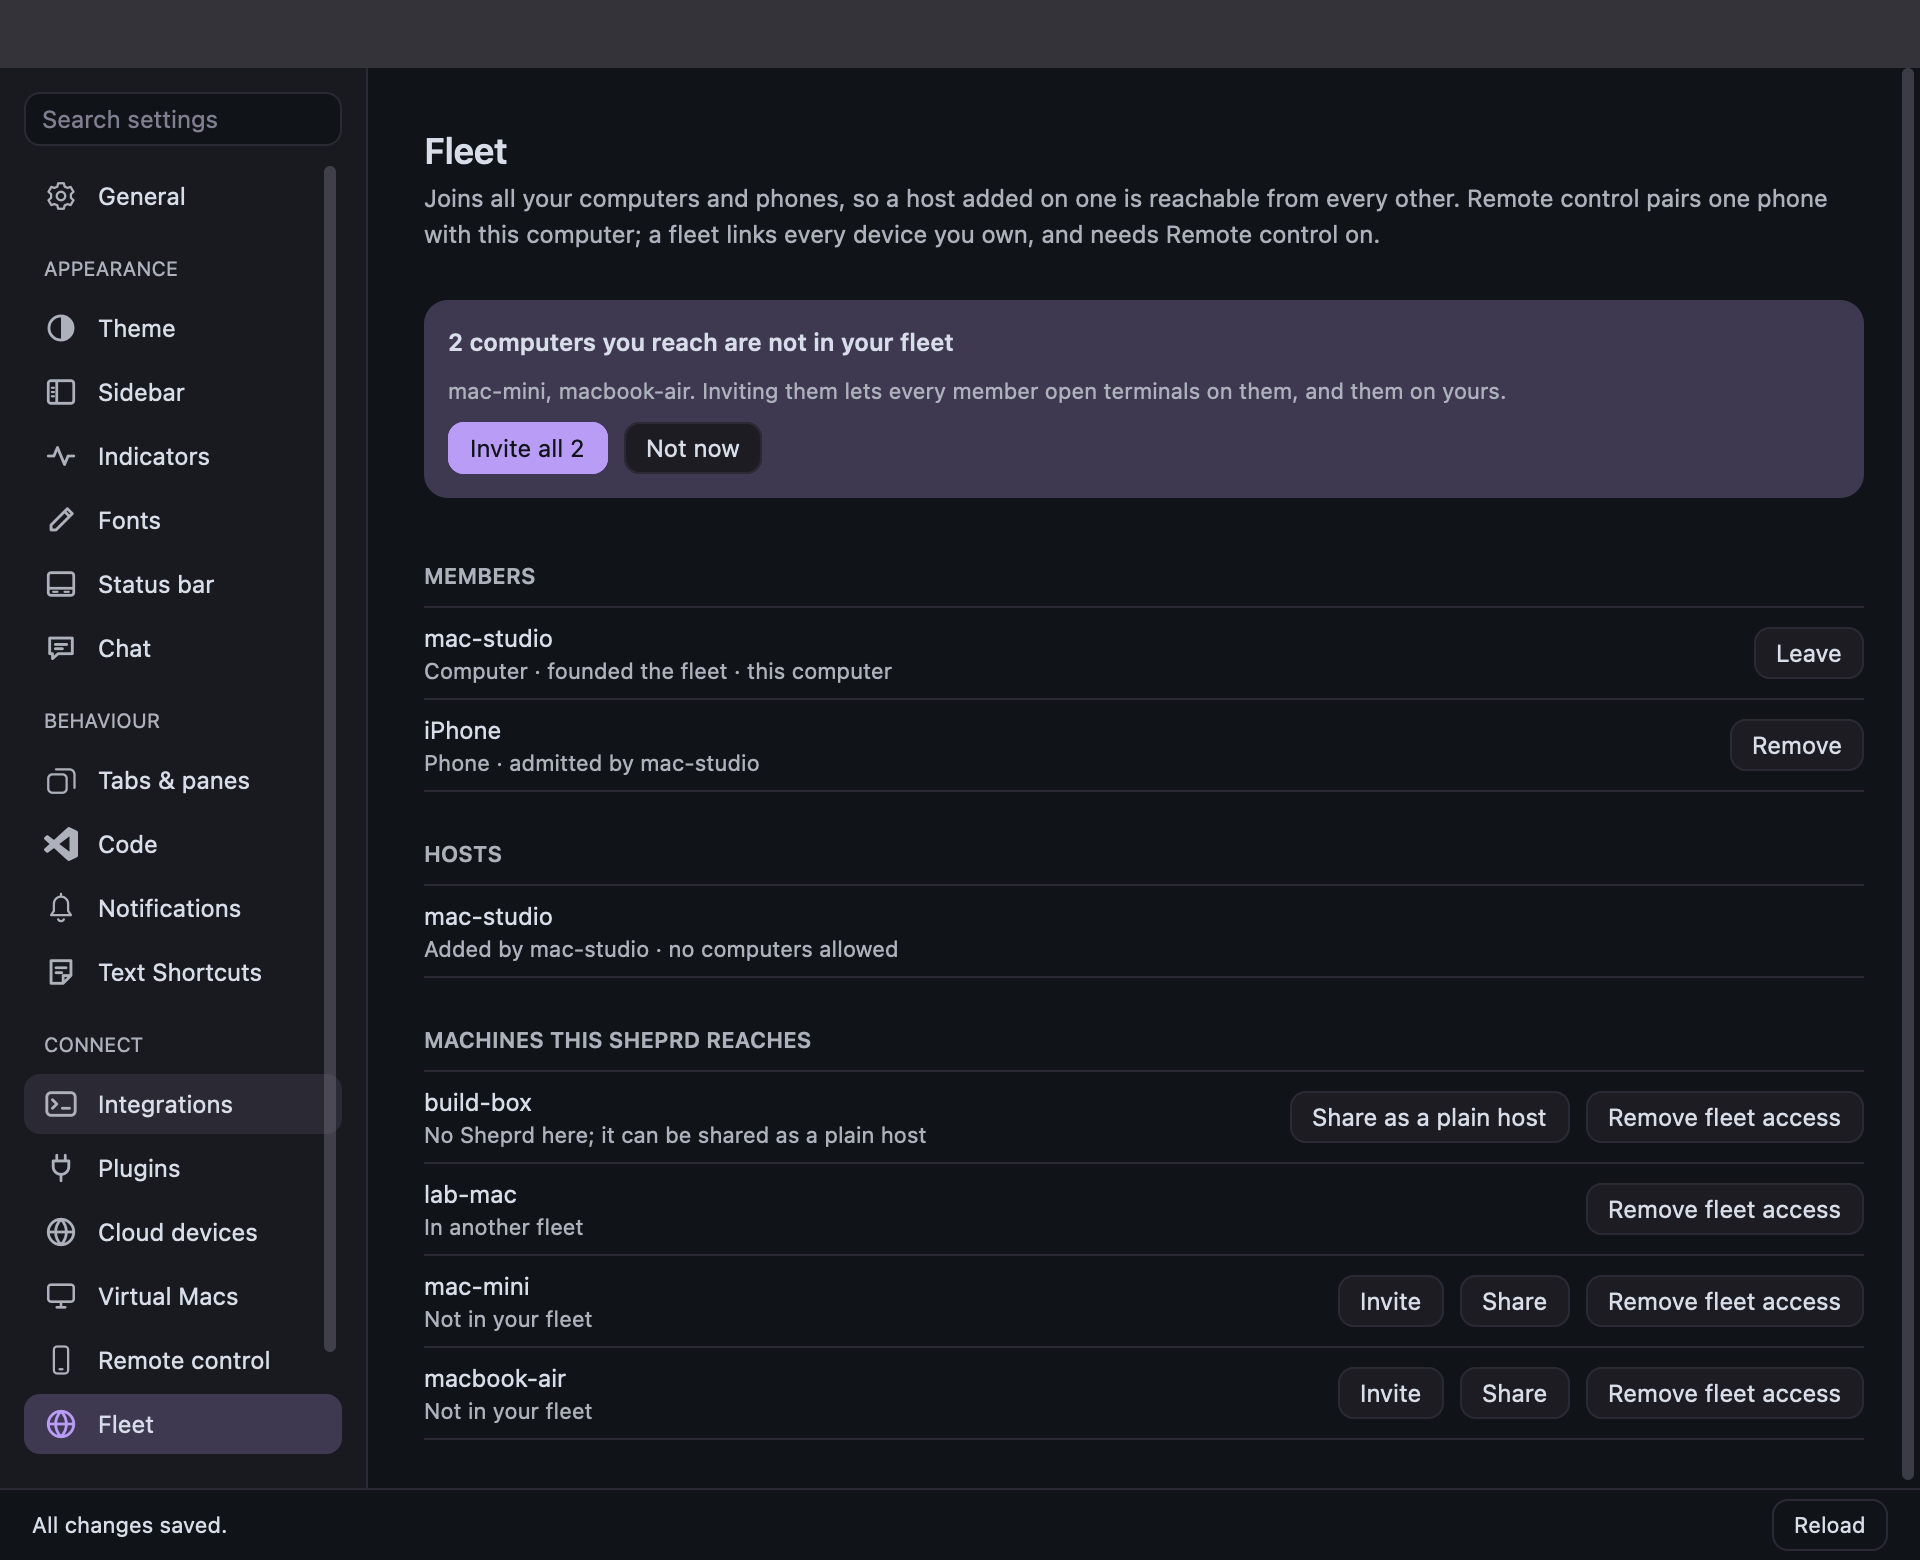 Search settings
General
APPEARANCE
Theme
Sidebar
Indicators
Fonts
Status bar
Chat
BEHAVIOUR
Tabs & panes
Code
Notifications
Text Shortcuts
CONNECT
Integrations
Plugins
Cloud devices
Virtual Macs
Remote control
Fleet
Fleet
Joins all your computers and phones, so a host added on one is reachable from every other. Remote control pairs one phone
with this computer; a fleet links every device you own, and needs Remote control on.
2 computers you reach are not in your fleet
mac-mini, macbook-air. Inviting them lets every member open terminals on them, and them on yours.
Invite all 2 Not now
MEMBERS
mac-studio
Computer · founded the fleet · this computer
Leave
iPhone
Phone · admitted by mac-studio
Remove
HOSTS
mac-studio
Added by mac-studio · no computers allowed
MACHINES THIS SHEPRD REACHES
build-box
No Sheprd here; it can be shared as a plain host
Share as a plain host Remove fleet access
lab-mac
In another fleet
Remove fleet access
mac-mini
Not in your fleet
Invite Share Remove fleet access
macbook-air
Not in your fleet
Invite Share Remove fleet access
All changes saved.
Reload